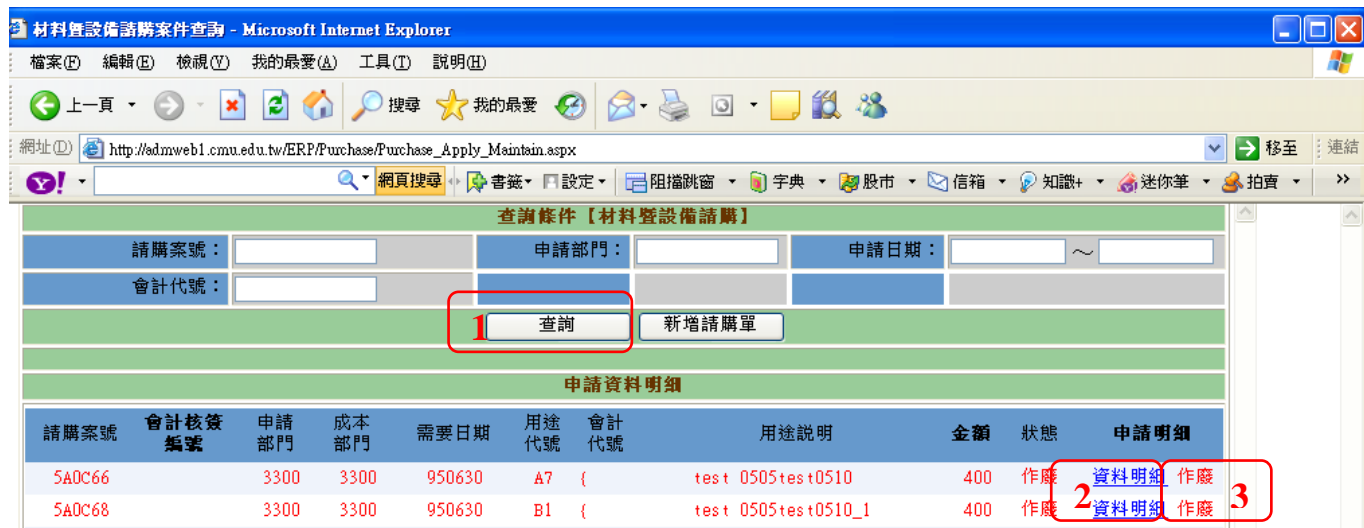 材料暨設備請購案件查詢 - Microsoft Internet Explorer
檔案(F) 編輯(E) 檢視(V) 我的最愛(A) 工具(T) 說明(H)
上一頁 搜尋 我的最愛
網址(D) http://admweb1.cmu.edu.tw/ERP/Purchase/Purchase_Apply_Maintain.aspx 移至 連結
Y! 網頁搜尋 書籤 設定 阻擋跳窗 字典 股市 信箱 知識+ 迷你筆 拍賣 >>
查詢條件【材料暨設備請購】
請購案號： 申請部門： 申請日期： ～
會計代號：
1 查詢 新增請購單
申請資料明細
請購案號 會計核簽編號 申請部門 成本部門 需要日期 用途代號 會計代號 用途說明 金額 狀態 申請明細
5A0C66 3300 3300 950630 A7 { test 0505test0510 400 作廢 資料明細 作廢
2 3
5A0C68 3300 3300 950630 B1 { test 0505test0510_1 400 作廢 資料明細 作廢